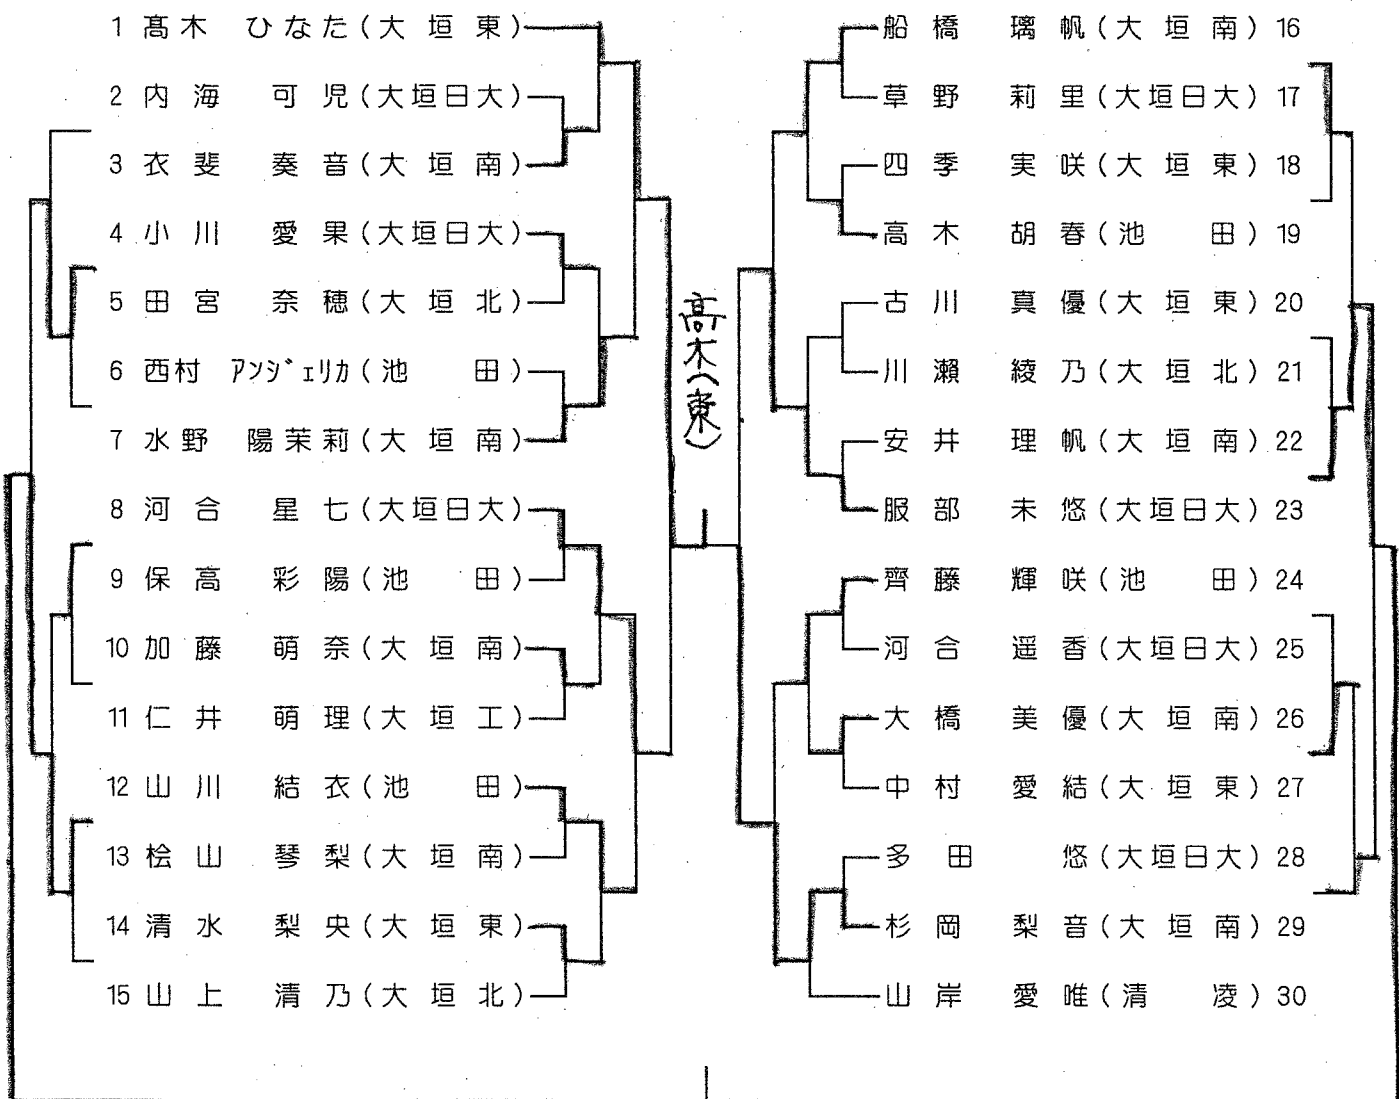 1 髙木 ひなた(大垣東)
2 内海 可児(大垣日大)
3 衣斐 奏音(大垣南)
4 小川 愛果(大垣日大)
5 田宮 奈穂(大垣北)
6 西村 アンジェリカ(池田)
7 水野 陽茉莉(大垣南)
8 河合 星七(大垣日大)
9 保高 彩陽(池田)
10 加藤 萌奈(大垣南)
11 仁井 萌理(大垣工)
12 山川 結衣(池田)
13 桧山 琴梨(大垣南)
14 清水 梨央(大垣東)
15 山上 清乃(大垣北)
髙木(東)
船橋 璃帆(大垣南) 16
草野 莉里(大垣日大) 17
四季 実咲(大垣東) 18
高木 胡春(池田) 19
古川 真優(大垣東) 20
川瀬 綾乃(大垣北) 21
安井 理帆(大垣南) 22
服部 未悠(大垣日大) 23
齊藤 輝咲(池田) 24
河合 遥香(大垣日大) 25
大橋 美優(大垣南) 26
中村 愛結(大垣東) 27
多田 悠(大垣日大) 28
杉岡 梨音(大垣南) 29
山岸 愛唯(清凌) 30